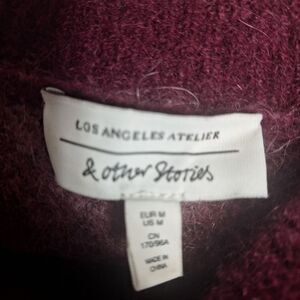 LOS ANGELES ATELIER
& other Stories
EUR M
US M
CN
170/96A
MADE IN
CHINA